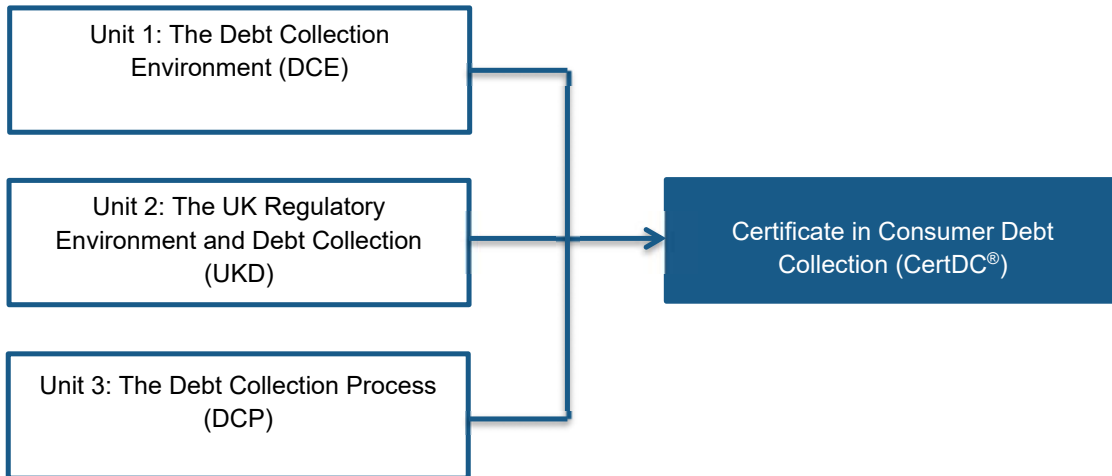 Unit 1: The Debt Collection
Environment (DCE)
Unit 2: The UK Regulatory
Environment and Debt Collection
(UKD)
Unit 3: The Debt Collection Process
(DCP)
Certificate in Consumer Debt
Collection (CertDC®)